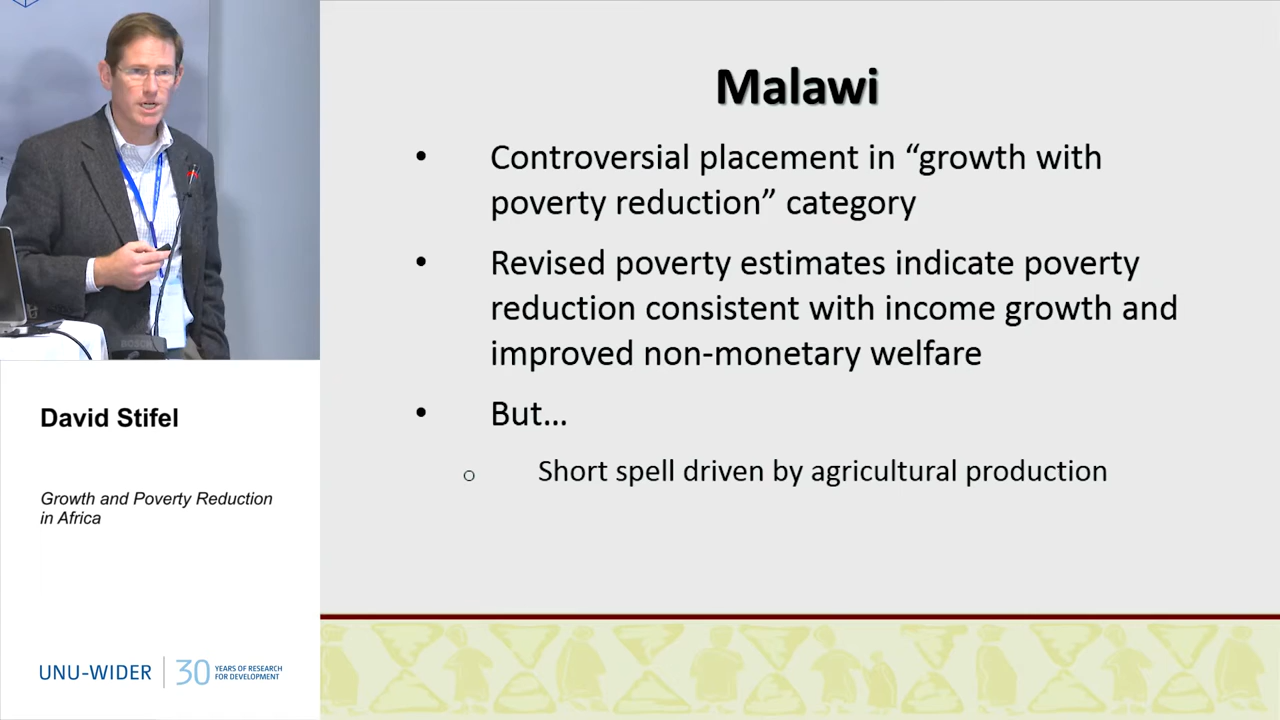 Malawi
• Controversial placement in “growth with
poverty reduction” category
• Revised poverty estimates indicate poverty
reduction consistent with income growth and
improved non-monetary welfare
• But…
o Short spell driven by agricultural production
BOSCH
David Stifel
Growth and Poverty Reduction
in Africa
UNU-WIDER
30 YEARS OF RESEARCH
FOR DEVELOPMENT